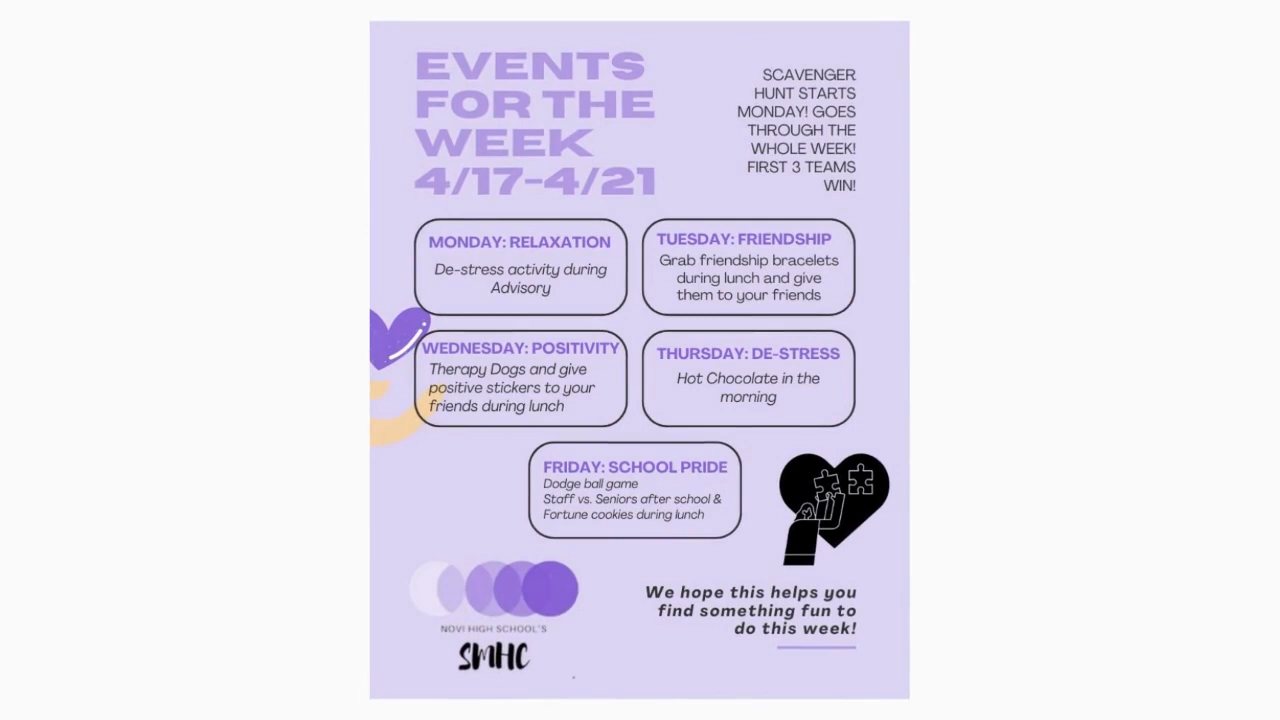 EVENTS
FOR THE
WEEK
4/17-4/21
SCAVENGER
HUNT STARTS
MONDAY! GOES
THROUGH THE
WHOLE WEEK!
FIRST 3 TEAMS
WIN!
MONDAY: RELAXATION
De-stress activity during
Advisory
TUESDAY: FRIENDSHIP
Grab friendship bracelets
during lunch and give
them to your friends
WEDNESDAY: POSITIVITY
Therapy Dogs and give
positive stickers to your
friends during lunch
THURSDAY: DE-STRESS
Hot Chocolate in the
morning
FRIDAY: SCHOOL PRIDE
Dodge ball game
Staff vs. Seniors after school &
Fortune cookies during lunch
NOVI HIGH SCHOOL'S
SMHC
We hope this helps you
find something fun to
do this week!